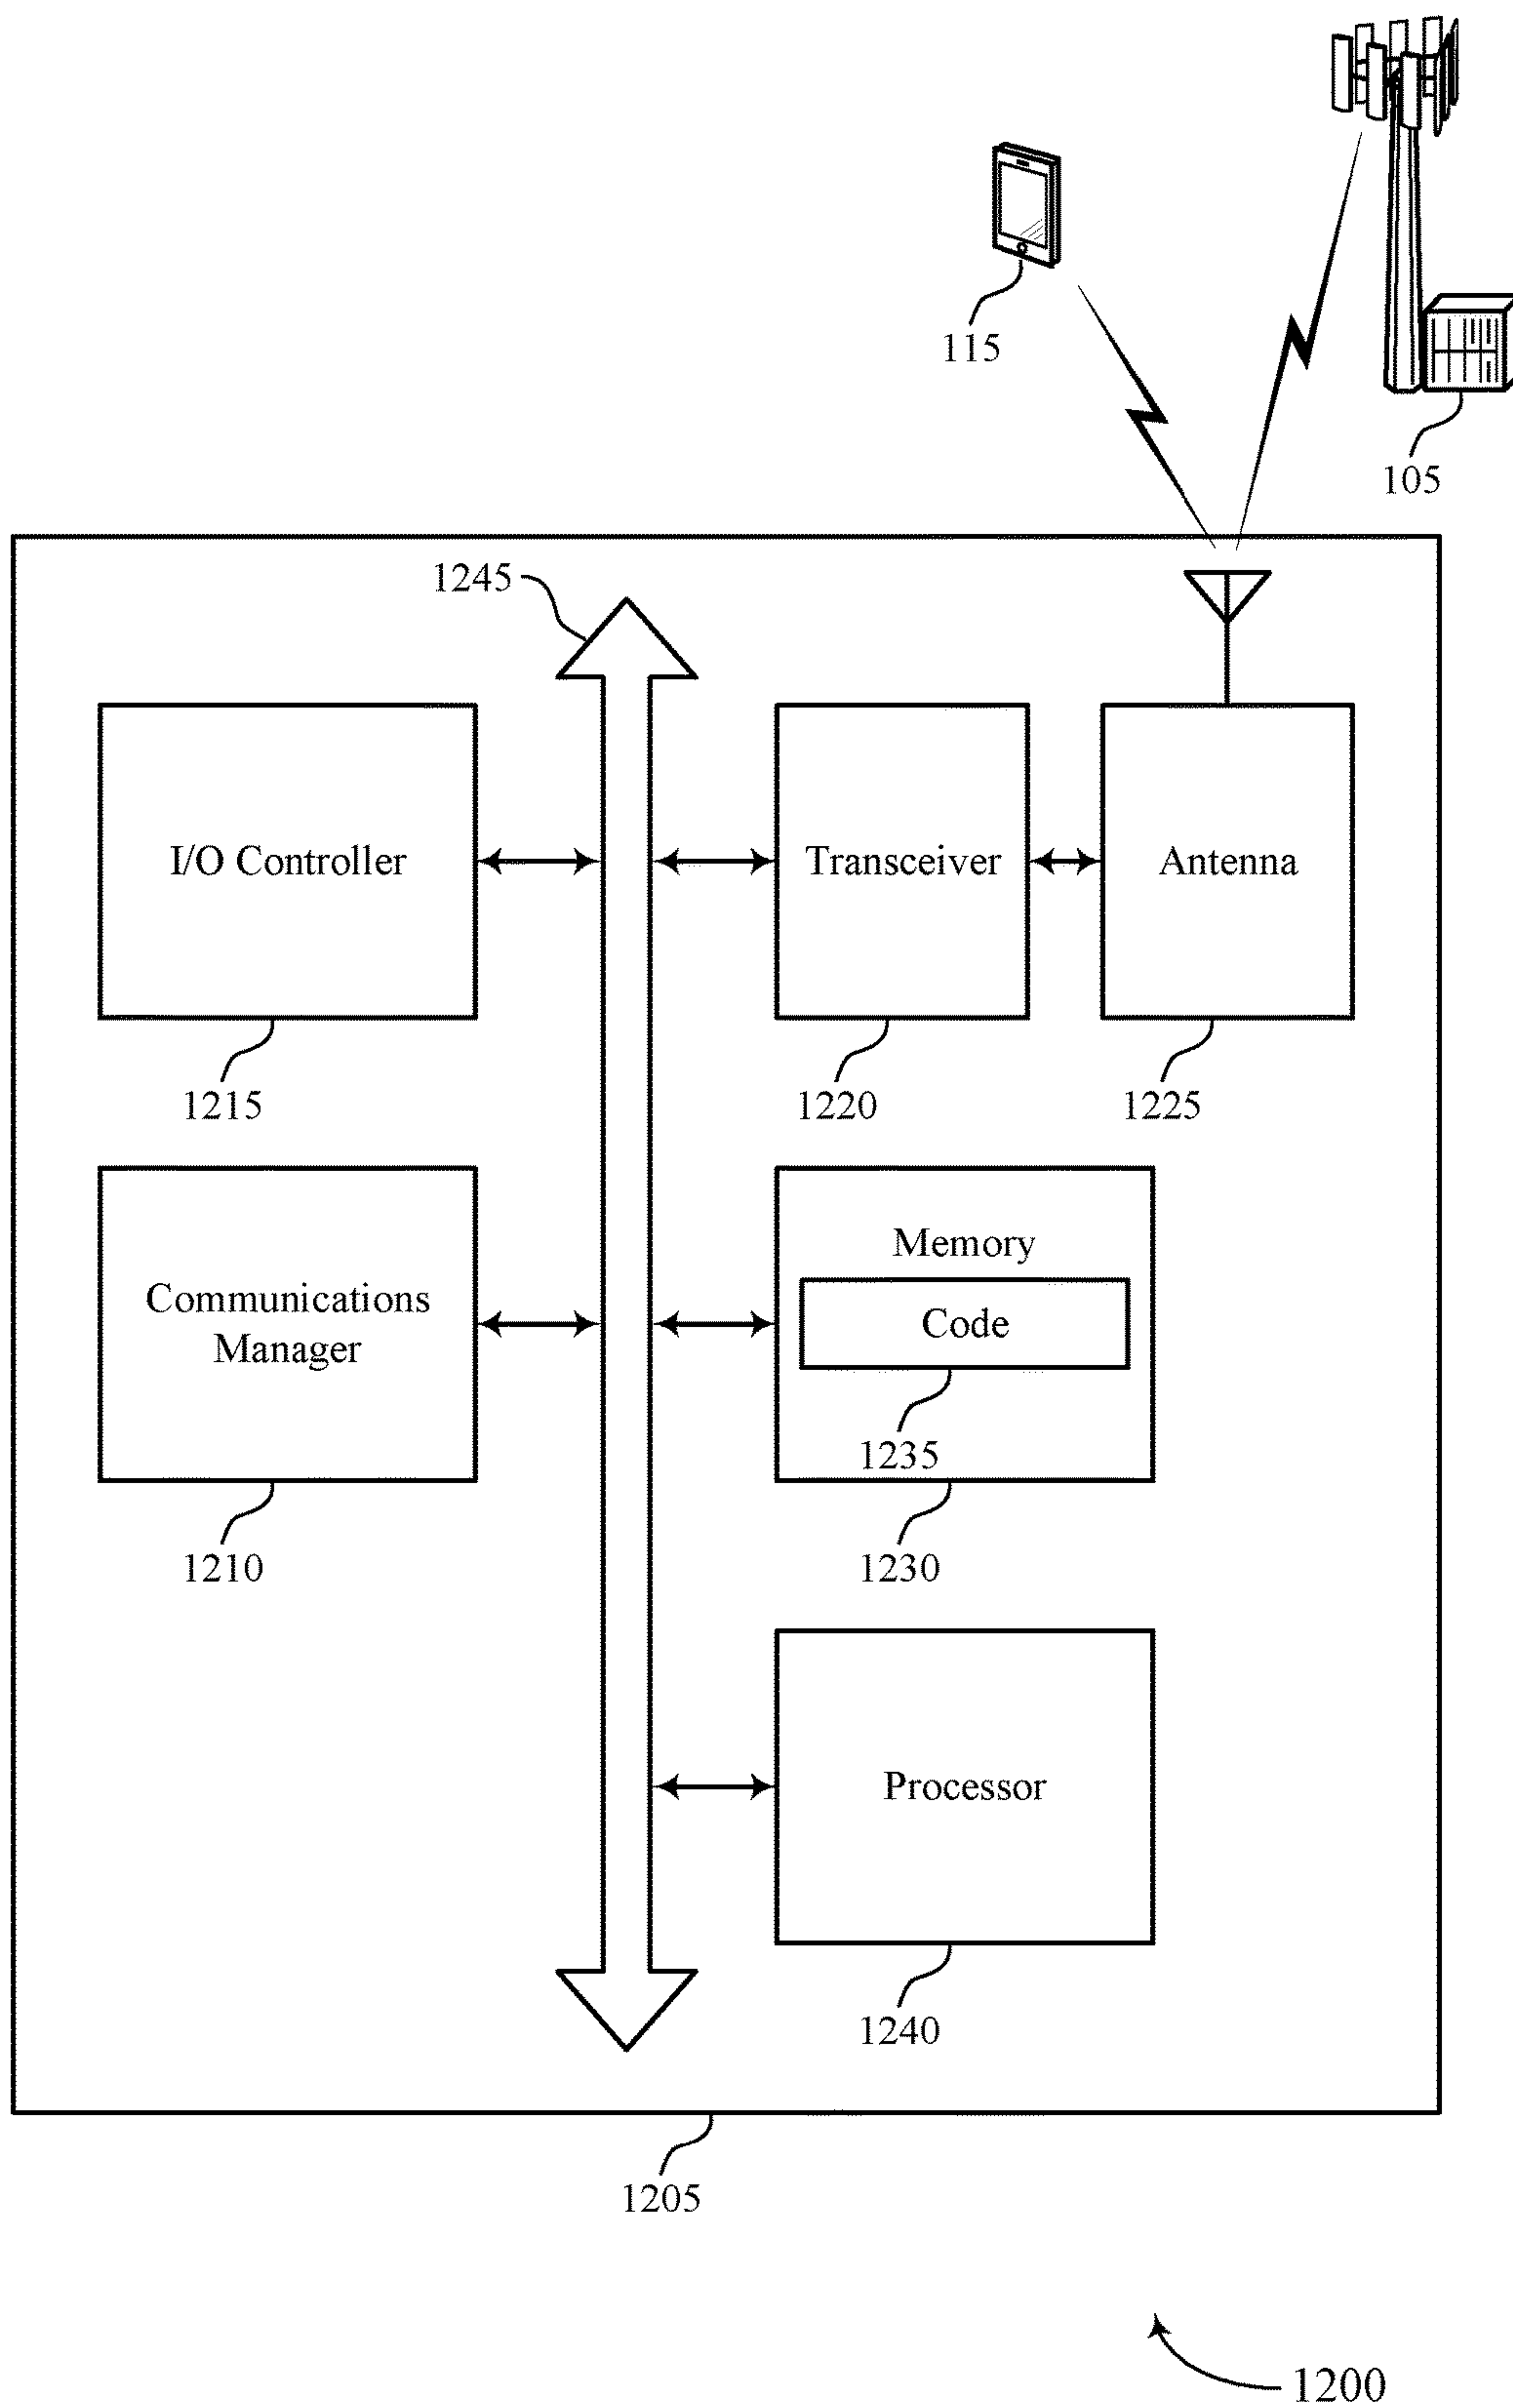 115
105
1245
I/O Controller
Transceiver
Antenna
1215
1220
1225
Communications
Manager
Memory
Code
1235
1210
1230
Processor
1240
1205
1200